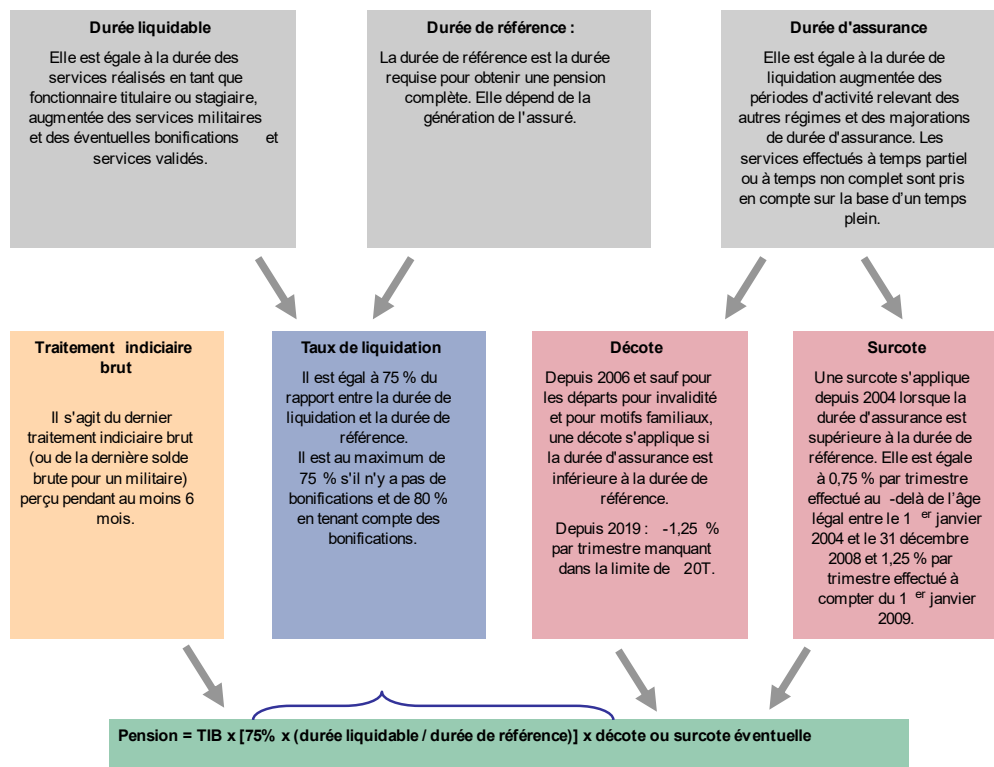 Durée liquidable
Elle est égale à la durée des
services réalisés en tant que
fonctionnaire titulaire ou stagiaire,
augmentée des services militaires
et des éventuelles bonifications et
services validés.
Durée de référence :
La durée de référence est la durée
requise pour obtenir une pension
complète. Elle dépend de la
génération de l'assuré.
Durée d'assurance
Elle est égale à la durée de
liquidation augmentée des
périodes d'activité relevant des
autres régimes et des majorations
de durée d'assurance. Les
services effectués à temps partiel
ou à temps non complet sont pris
en compte sur la base d’un temps
plein.
Traitement indiciaire
brut
Il s'agit du dernier
traitement indiciaire brut
(ou de la dernière solde
brute pour un militaire)
perçu pendant au moins 6
mois.
Taux de liquidation
Il est égal à 75 % du
rapport entre la durée de
liquidation et la durée de
référence.
Il est au maximum de
75 % s'il n'y a pas de
bonifications et de 80 %
en tenant compte des
bonifications.
Décote
Depuis 2006 et sauf pour
les départs pour invalidité
et pour motifs familiaux,
une décote s'applique si
la durée d'assurance est
inférieure à la durée de
référence.
Depuis 2019 : -1,25 %
par trimestre manquant
dans la limite de 20T.
Surcote
Une surcote s'applique
depuis 2004 lorsque la
durée d'assurance est
supérieure à la durée de
référence. Elle est égale
à 0,75 % par trimestre
effectué au -delà de l’âge
légal entre le 1 er janvier
2004 et le 31 décembre
2008 et 1,25 % par
trimestre effectué à
compter du 1 er janvier
2009.
Pension = TIB x [75% x (durée liquidable / durée de référence)] x décote ou surcote éventuelle